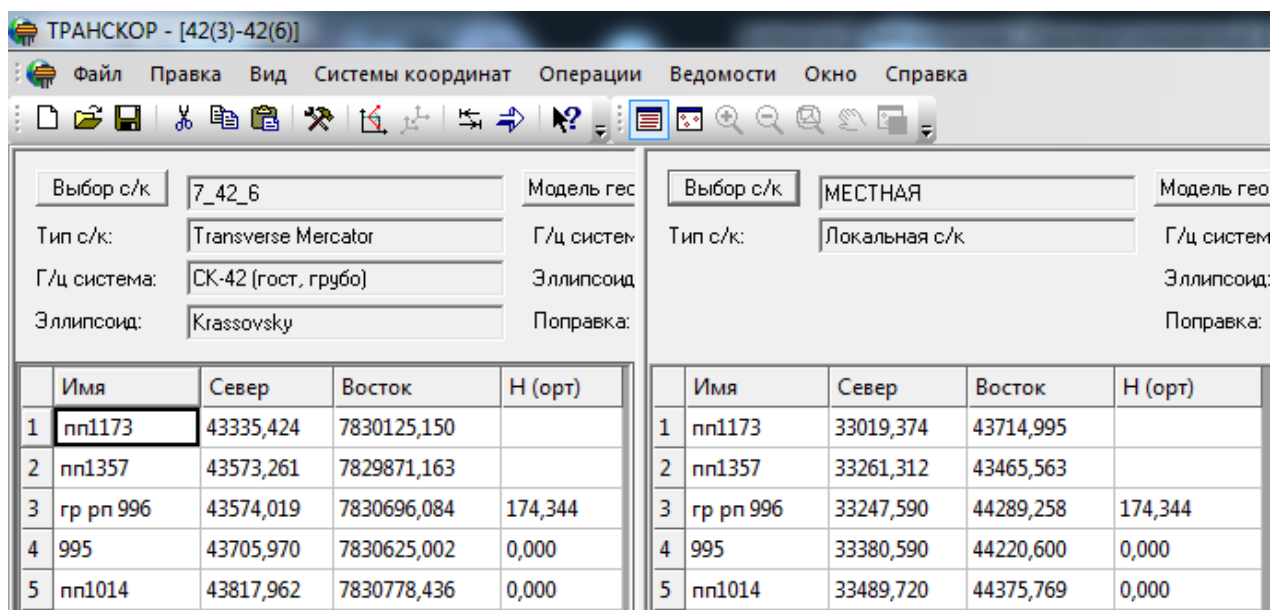 ТРАНСКОР - [42(3)-42(6)]
Файл Правка Вид Системы координат Операции Ведомости Окно Справка
Выбор с/к 7_42_6 Модель гес
Тип с/к: Transverse Mercator Г/ц систем
Г/ц система: СК-42 (гост, грубо) Эллипсоид
Эллипсоид: Krassovsky Поправка:
Имя Север Восток H (орт)
1 пп1173 43335,424 7830125,150
2 пп1357 43573,261 7829871,163
3 гр рп 996 43574,019 7830696,084 174,344
4 995 43705,970 7830625,002 0,000
5 пп1014 43817,962 7830778,436 0,000
Выбор с/к МЕСТНАЯ Модель гео
Тип с/к: Локальная с/к Г/ц систем
Эллипсоид:
Поправка:
Имя Север Восток H (орт)
1 пп1173 33019,374 43714,995
2 пп1357 33261,312 43465,563
3 гр рп 996 33247,590 44289,258 174,344
4 995 33380,590 44220,600 0,000
5 пп1014 33489,720 44375,769 0,000